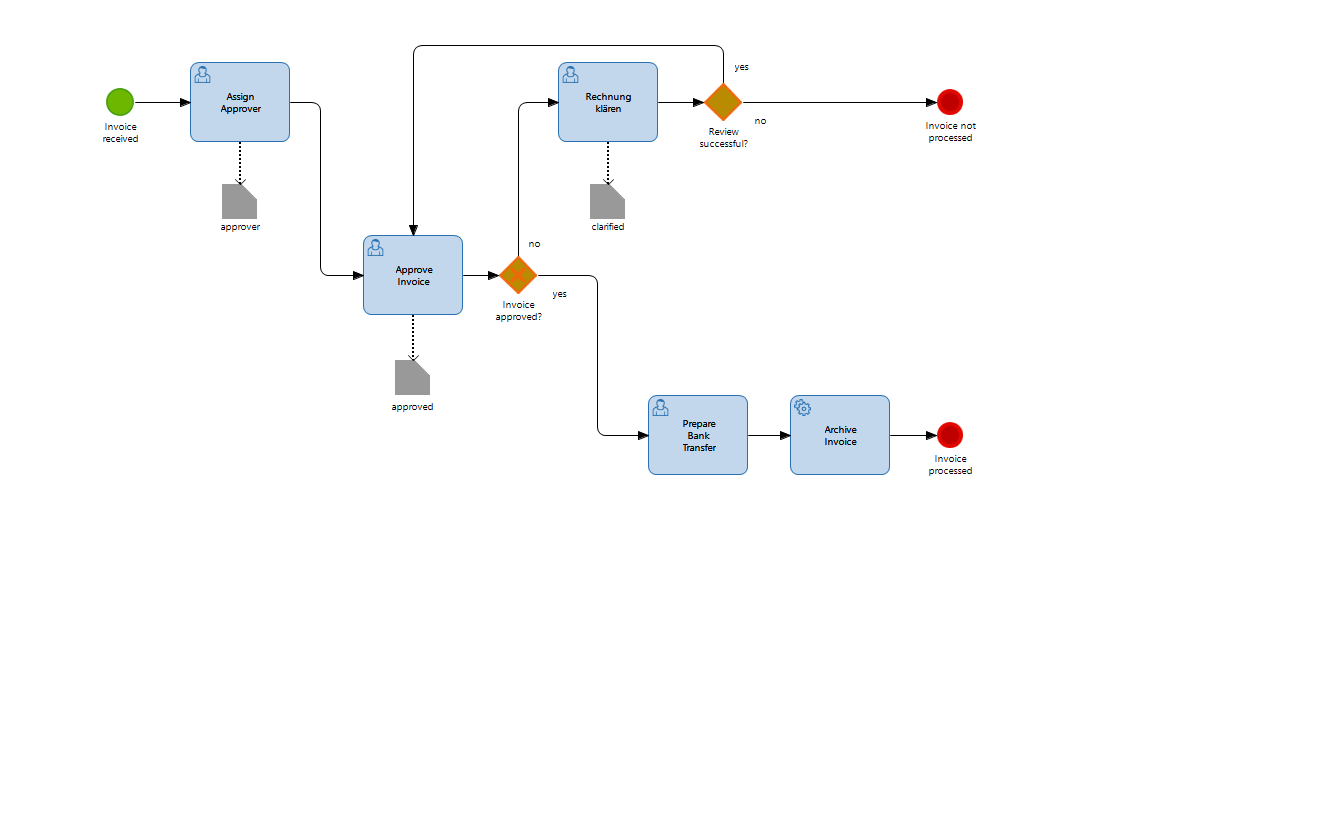 Invoice
received
Assign
Approver
approver
Approve
Invoice
approved
Invoice
approved?
no
yes
Rechnung
klären
clarified
Review
successful?
yes
no
Invoice not
processed
Prepare
Bank
Transfer
Archive
Invoice
Invoice
processed